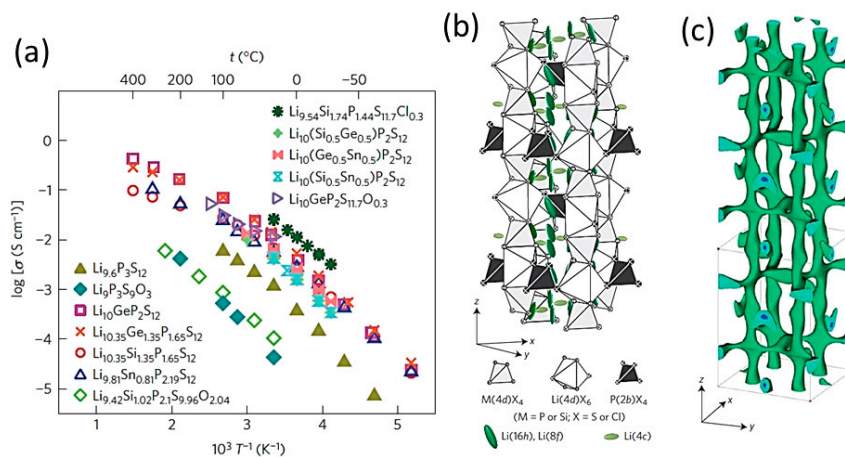 (a)
t (°C)
400 200 100 0 −50
0
−1
−2
−3
−4
−5
log [σ (S cm⁻¹)]
Li₉.₅₄Si₁.₇₄P₁.₄₄S₁₁.₇Cl₀.₃
Li₁₀(Si₀.₅Ge₀.₅)P₂S₁₂
Li₁₀(Ge₀.₅Sn₀.₅)P₂S₁₂
Li₁₀(Si₀.₅Sn₀.₅)P₂S₁₂
Li₁₀GeP₂S₁₁.₇O₀.₃
Li₉.₆P₃S₁₂
Li₉P₃S₉O₃
Li₁₀GeP₂S₁₂
Li₁₀.₃₅Ge₁.₃₅P₁.₆₅S₁₂
Li₁₀.₃₅Si₁.₃₅P₁.₆₅S₁₂
Li₉.₈₁Sn₀.₈₁P₂.₁₉S₁₂
Li₉.₄₂Si₁.₀₂P₂.₁S₉.₉₆O₂.₀₄
1 2 3 4 5
10³ T⁻¹ (K⁻¹)
(b)
z
x
y
M(4d)X₄ Li(4d)X₆ P(2b)X₄
(M = P or Si; X = S or Cl)
Li(16h), Li(8f) Li(4c)
(c)
z
x
y